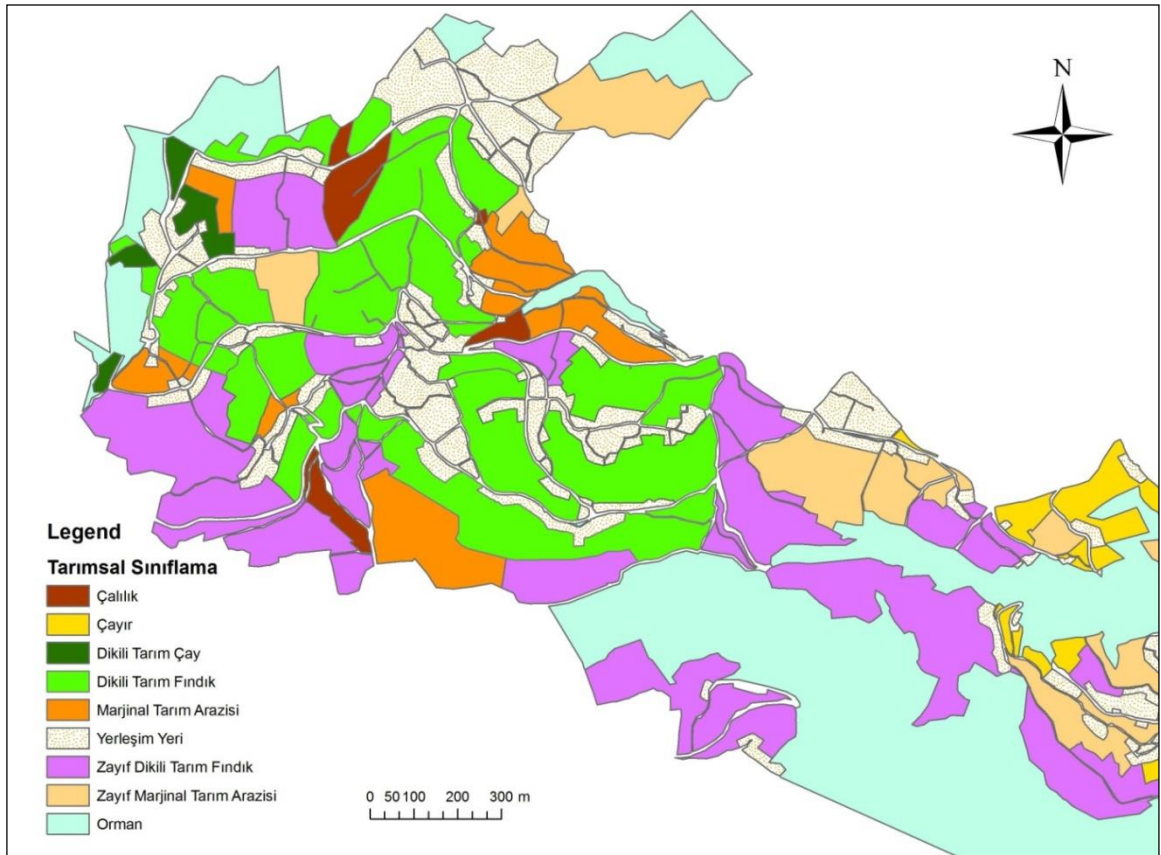 N
Legend
Tarımsal Sınıflama
Çalılık
Çayır
Dikili Tarım Çay
Dikili Tarım Fındık
Marjinal Tarım Arazisi
Yerleşim Yeri
Zayıf Dikili Tarım Fındık
Zayıf Marjinal Tarım Arazisi
Orman
0 50 100 200 300 m